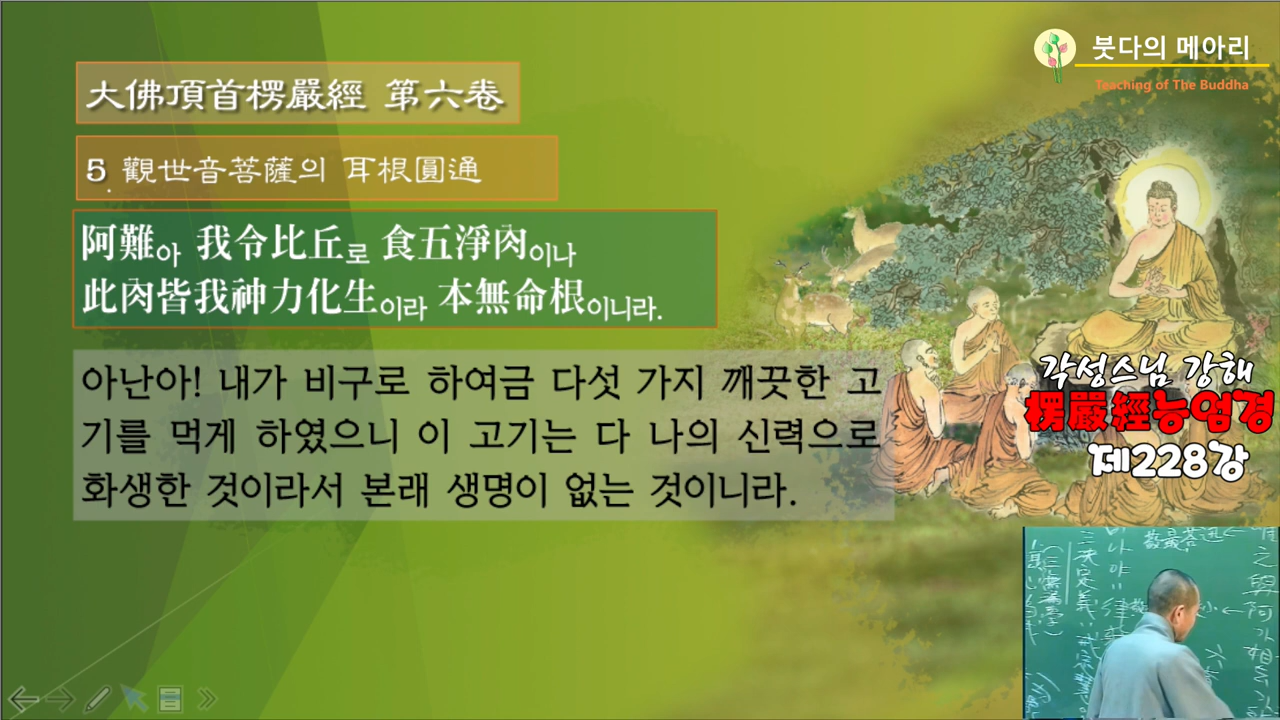 붓다의 메아리
Teaching of The Buddha
大佛頂首楞嚴經 第六卷
5. 觀世音菩薩의 耳根圓通
阿難아 我令比丘로 食五淨肉이나
此肉皆我神力化生이라 本無命根이니라.
아난아! 내가 비구로 하여금 다섯 가지 깨끗한 고
기를 먹게 하였으니 이 고기는 다 나의 신력으로
화생한 것이라서 본래 생명이 없는 것이니라.
각성스님 강해
楞嚴經능엄경
제228강